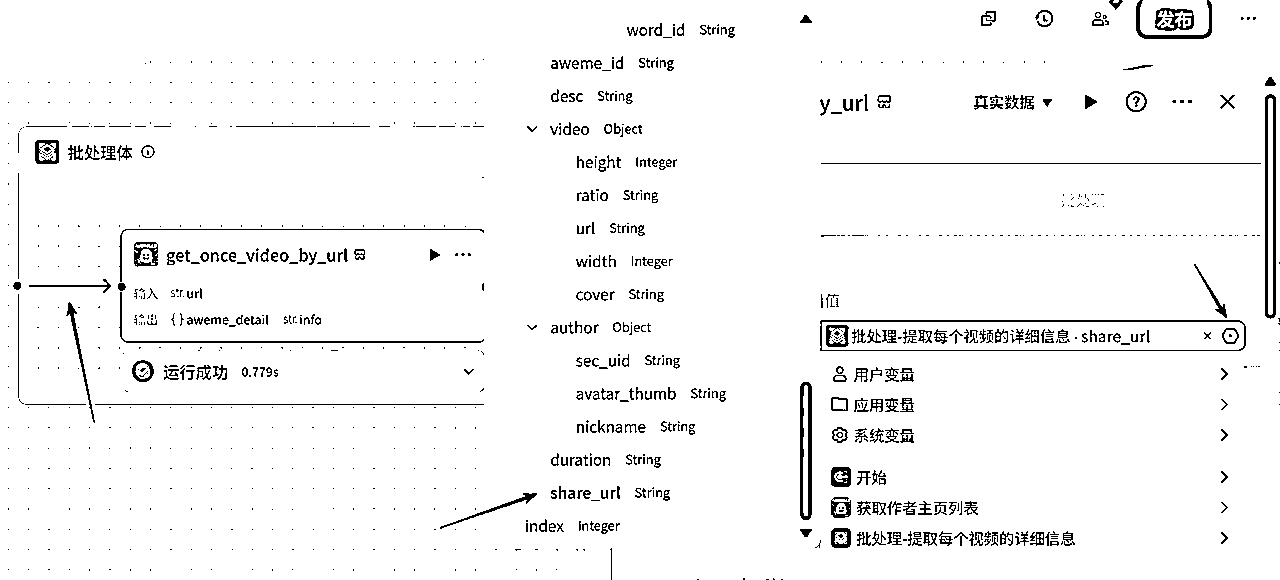 批处理体
get_once_video_by_url
输入 str.url
输出 {}aweme_detail str.info
运行成功 0.779s
word_id String
aweme_id String
desc String
video Object
height Integer
ratio String
url String
width Integer
cover String
author Object
sec_uid String
avatar_thumb String
nickname String
duration String
share_url String
index Integer
发布
y_url 真实数据
批处理
值
批处理-提取每个视频的详细信息 · share_url
用户变量
应用变量
系统变量
开始
获取作者主页列表
批处理-提取每个视频的详细信息